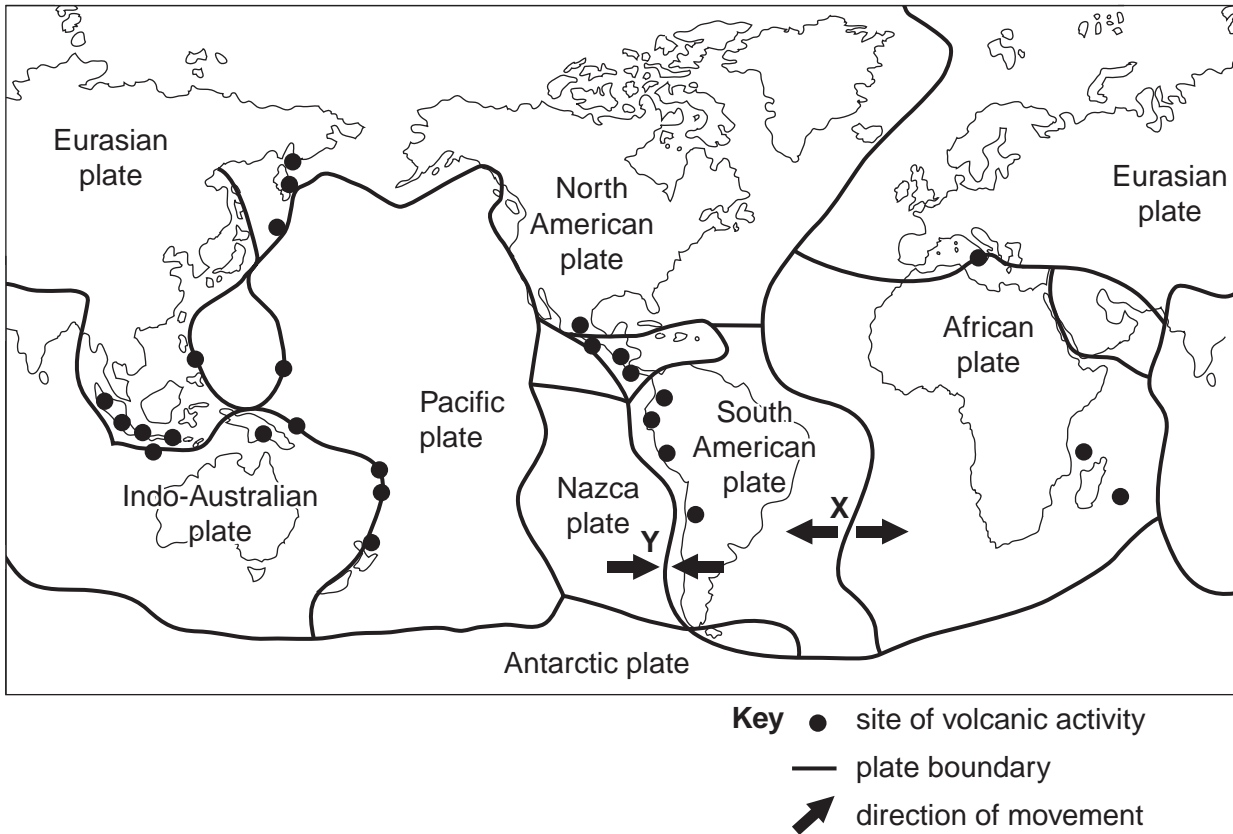 Eurasian
plate
North
American
plate
Eurasian
plate
African
plate
Pacific
plate
South
American
plate
Indo-Australian
plate
Nazca
plate
X
Y
Antarctic plate
Key
site of volcanic activity
plate boundary
direction of movement